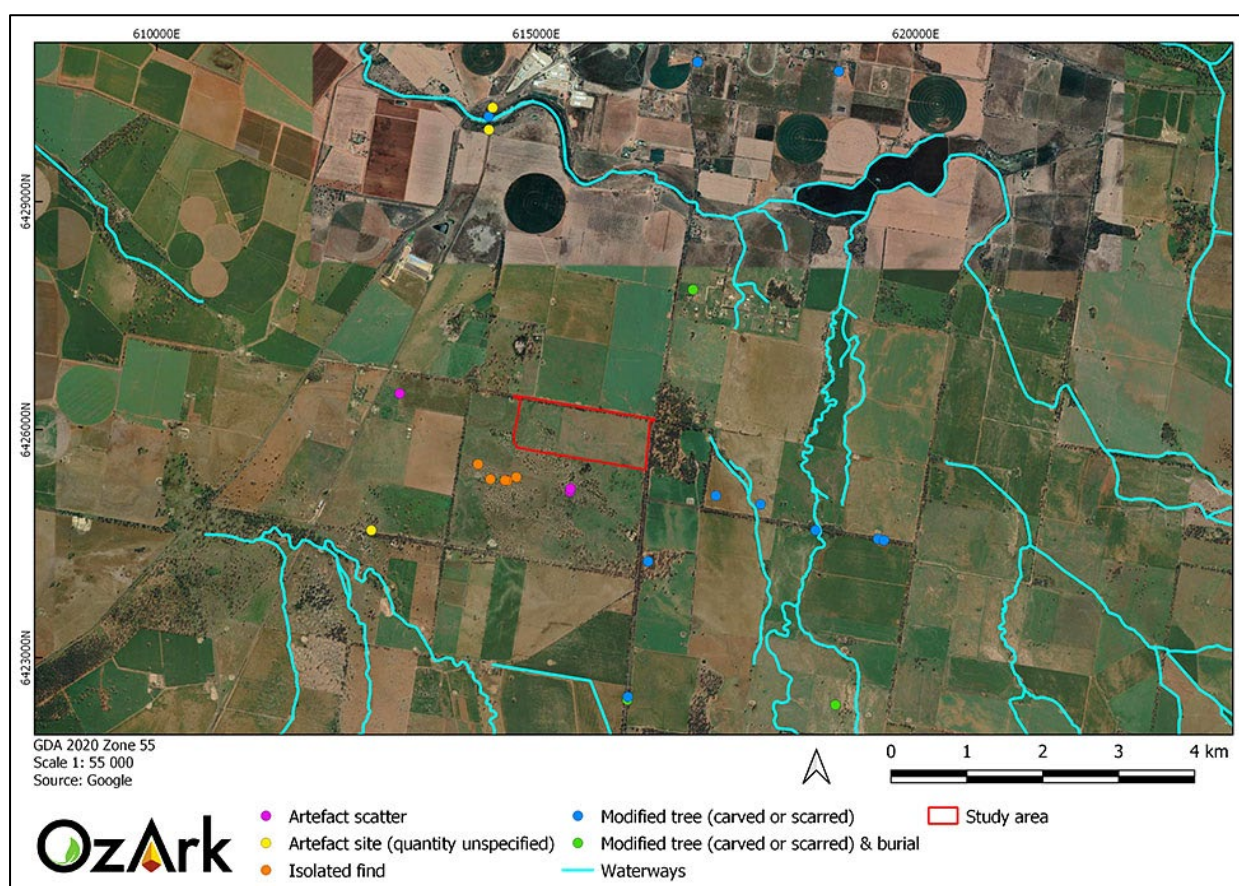 610000E 615000E 620000E
6429000N
6426000N
6423000N
GDA 2020 Zone 55
Scale 1: 55 000
Source: Google
0 1 2 3 4 km
OzArk
Artefact scatter
Artefact site (quantity unspecified)
Isolated find
Modified tree (carved or scarred)
Modified tree (carved or scarred) & burial
Waterways
Study area